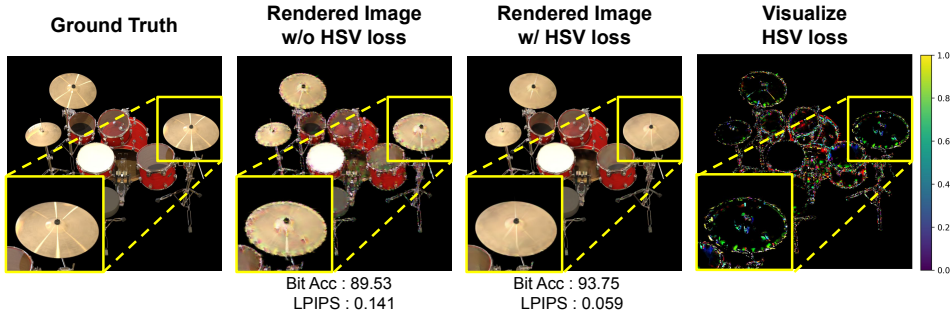 Ground Truth
Rendered Image
w/o HSV loss
Rendered Image
w/ HSV loss
Visualize
HSV loss
1.0
0.8
0.6
0.4
0.2
0.0
Bit Acc : 89.53
LPIPS : 0.141
Bit Acc : 93.75
LPIPS : 0.059